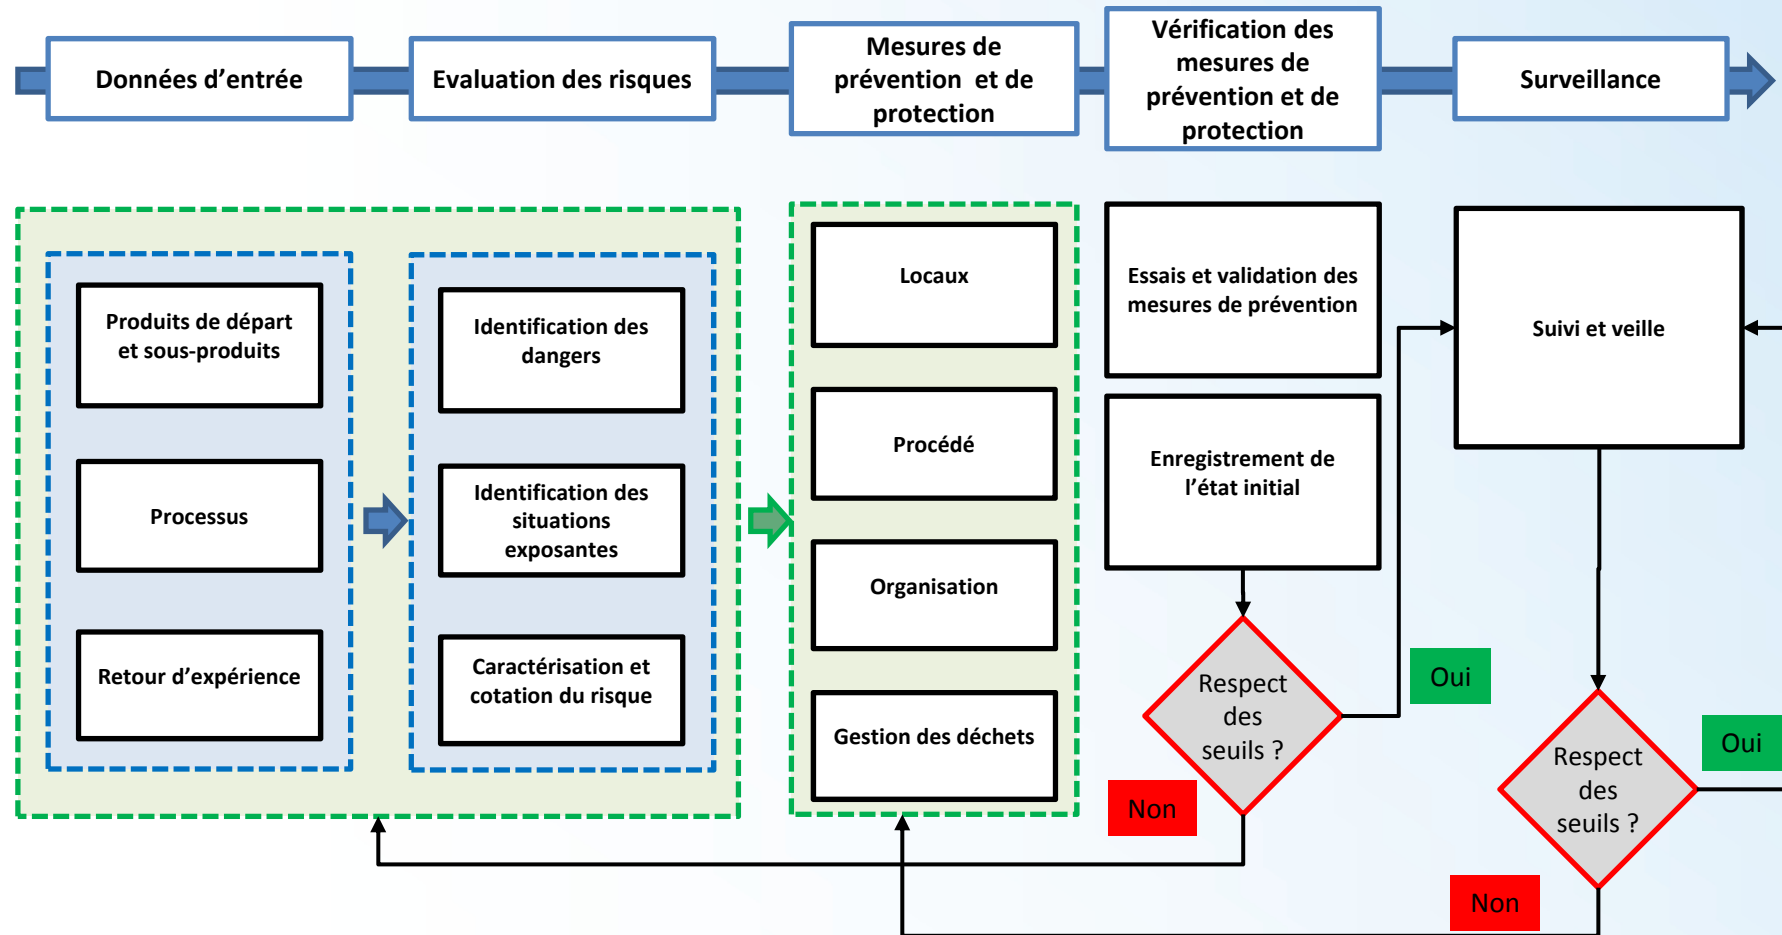 Données d’entrée
Evaluation des risques
Mesures de
prévention et de
protection
Vérification des
mesures de
prévention et de
protection
Surveillance
Produits de départ
et sous-produits
Processus
Retour d’expérience
Identification des
dangers
Identification des
situations
exposantes
Caractérisation et
cotation du risque
Locaux
Procédé
Organisation
Gestion des déchets
Essais et validation des
mesures de prévention
Enregistrement de
l’état initial
Respect
des
seuils ?
Oui
Non
Suivi et veille
Respect
des
seuils ?
Oui
Non